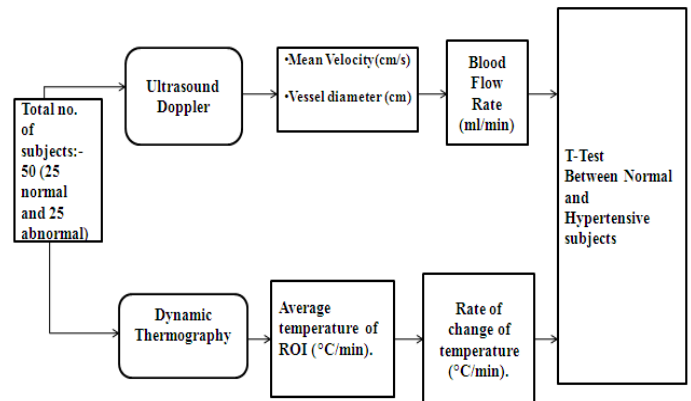 Total no.
of
subjects:-
50 (25
normal
and 25
abnormal)
Ultrasound
Doppler
•Mean Velocity(cm/s)
•Vessel diameter (cm)
Blood
Flow
Rate
(ml/min)
Dynamic
Thermography
Average
temperature of
ROI (°C/min).
Rate of
change of
temperature
(°C/min).
T-Test
Between Normal
and
Hypertensive
subjects